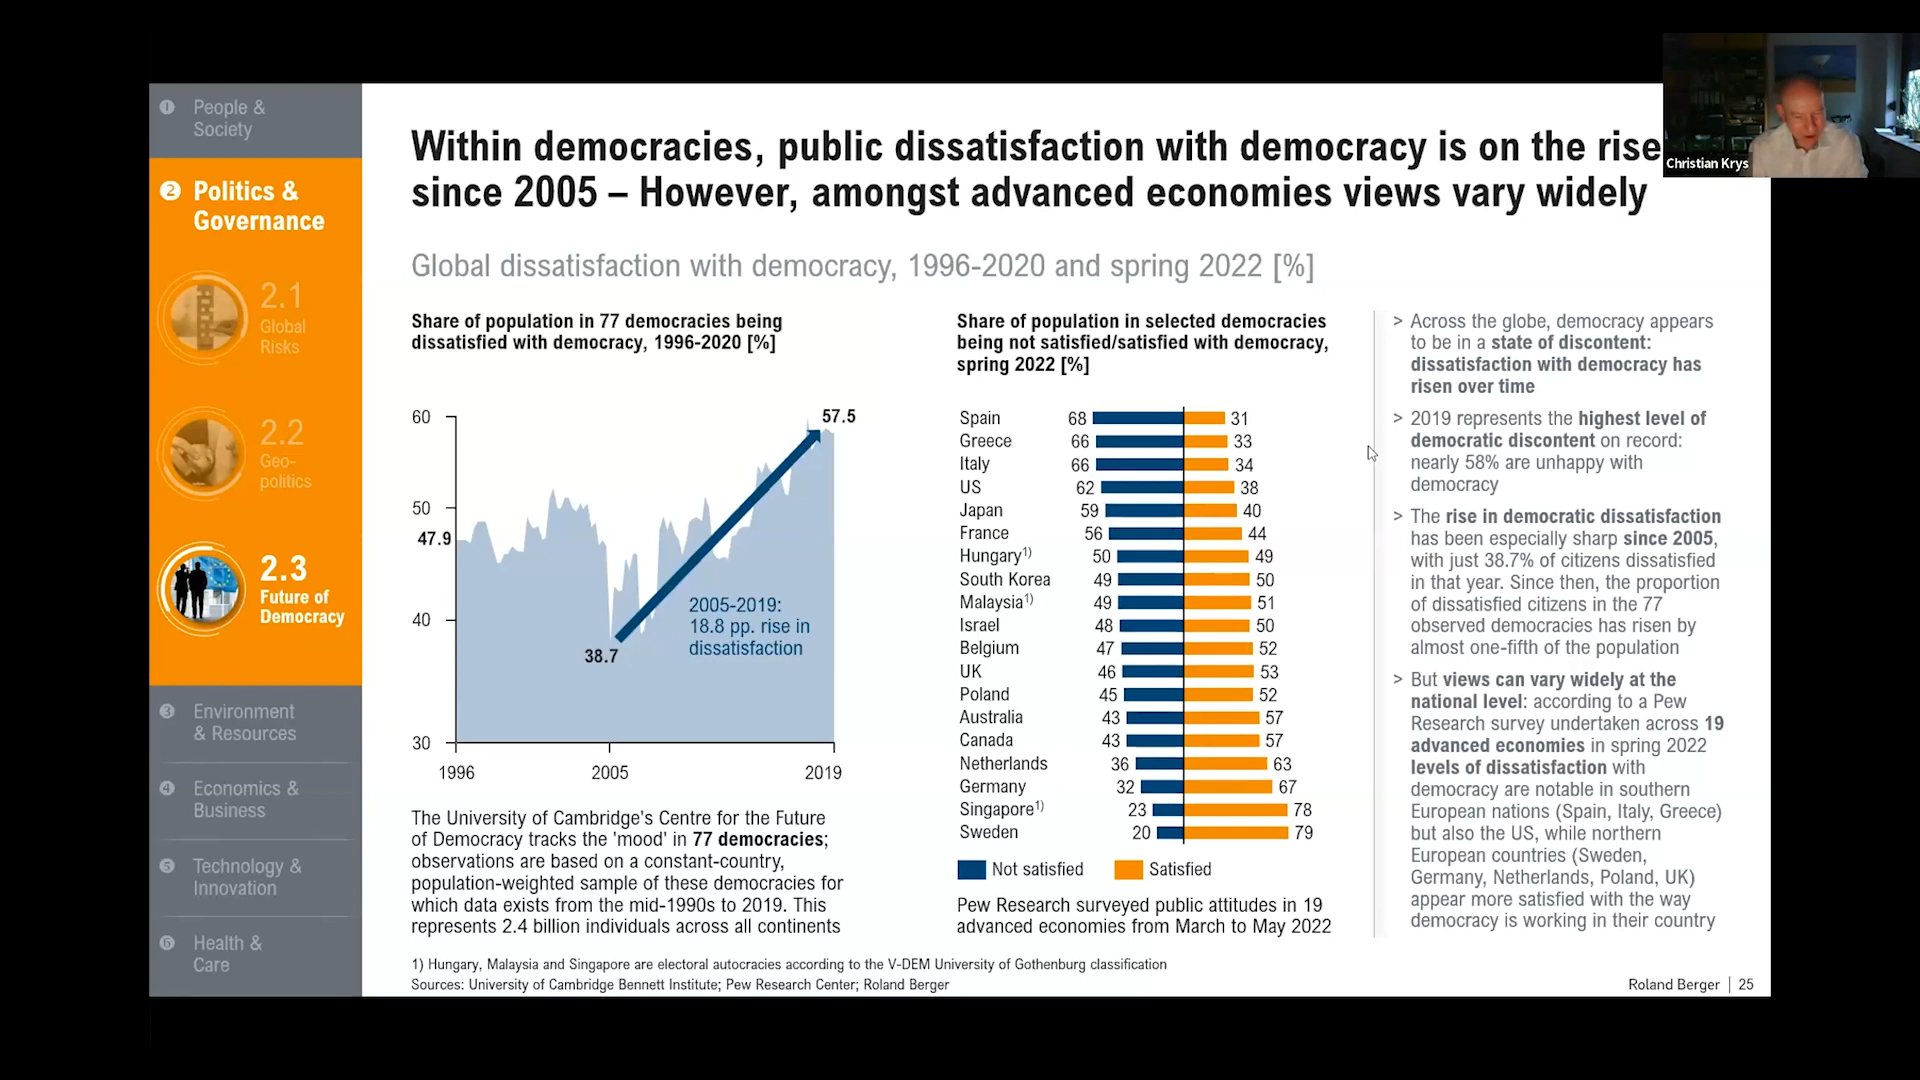 ❶ People &
Society
❷ Politics &
Governance
2.1
Global
Risks
2.2
Geo-
politics
2.3
Future of
Democracy
❸ Environment
& Resources
❹ Economics &
Business
❺ Technology &
Innovation
❻ Health &
Care
Within democracies, public dissatisfaction with democracy is on the rise
since 2005 – However, amongst advanced economies views vary widely
Global dissatisfaction with democracy, 1996-2020 and spring 2022 [%]
Share of population in 77 democracies being
dissatisfied with democracy, 1996-2020 [%]
60
57.5
50
47.9
40
2005-2019:
18.8 pp. rise in
dissatisfaction
38.7
30
1996 2005 2019
The University of Cambridge's Centre for the Future
of Democracy tracks the 'mood' in 77 democracies;
observations are based on a constant-country,
population-weighted sample of these democracies for
which data exists from the mid-1990s to 2019. This
represents 2.4 billion individuals across all continents
Share of population in selected democracies
being not satisfied/satisfied with democracy,
spring 2022 [%]
Spain 68 31
Greece 66 33
Italy 66 34
US 62 38
Japan 59 40
France 56 44
Hungary1) 50 49
South Korea 49 50
Malaysia1) 49 51
Israel 48 50
Belgium 47 52
UK 46 53
Poland 45 52
Australia 43 57
Canada 43 57
Netherlands 36 63
Germany 32 67
Singapore1) 23 78
Sweden 20 79
Not satisfied Satisfied
Pew Research surveyed public attitudes in 19
advanced economies from March to May 2022
> Across the globe, democracy appears
to be in a state of discontent:
dissatisfaction with democracy has
risen over time
> 2019 represents the highest level of
democratic discontent on record:
nearly 58% are unhappy with
democracy
> The rise in democratic dissatisfaction
has been especially sharp since 2005,
with just 38.7% of citizens dissatisfied
in that year. Since then, the proportion
of dissatisfied citizens in the 77
observed democracies has risen by
almost one-fifth of the population
> But views can vary widely at the
national level: according to a Pew
Research survey undertaken across 19
advanced economies in spring 2022
levels of dissatisfaction with
democracy are notable in southern
European nations (Spain, Italy, Greece)
but also the US, while northern
European countries (Sweden,
Germany, Netherlands, Poland, UK)
appear more satisfied with the way
democracy is working in their country
1) Hungary, Malaysia and Singapore are electoral autocracies according to the V-DEM University of Gothenburg classification
Sources: University of Cambridge Bennett Institute; Pew Research Center; Roland Berger
Roland Berger | 25
Christian Krys